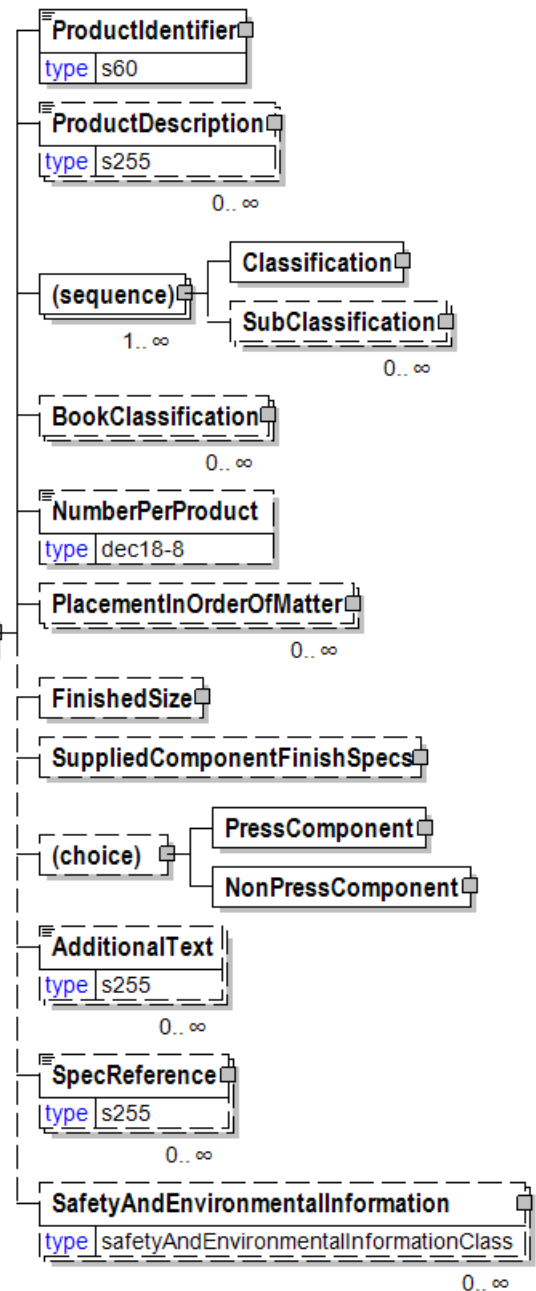 ProductIdentifier
type s60
ProductDescription
type s255
0.. ∞
(sequence)
1.. ∞
Classification
SubClassification
0.. ∞
BookClassification
0.. ∞
NumberPerProduct
type dec18-8
PlacementInOrderOfMatter
0.. ∞
FinishedSize
SuppliedComponentFinishSpecs
(choice)
PressComponent
NonPressComponent
AdditionalText
type s255
0.. ∞
SpecReference
type s255
0.. ∞
SafetyAndEnvironmentalInformation
type safetyAndEnvironmentalInformationClass
0.. ∞